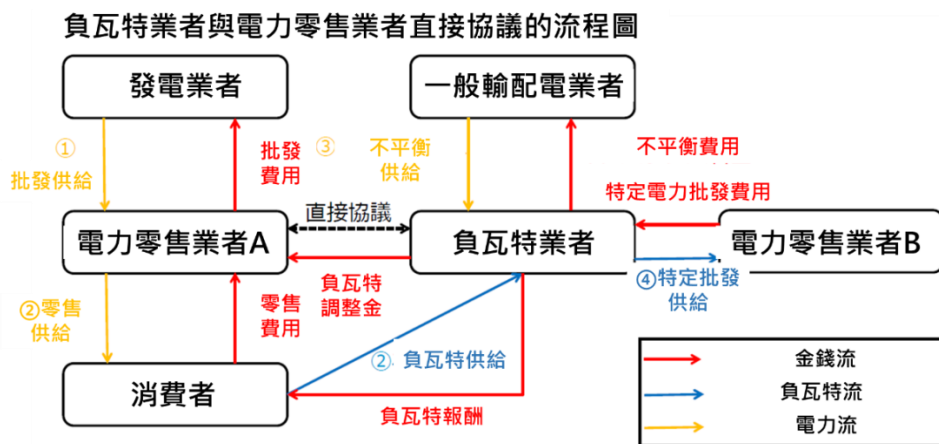 負瓦特業者與電力零售業者直接協議的流程圖
發電業者
一般輸配電業者
①
批發供給
批發
費用
③
不平衡
供給
不平衡費用
特定電力批發費用
電力零售業者A
直接協議
負瓦特業者
電力零售業者B
②零售
供給
零售
費用
負瓦特
調整金
④特定批發
供給
②. 負瓦特供給
消費者
負瓦特報酬
金錢流
負瓦特流
電力流